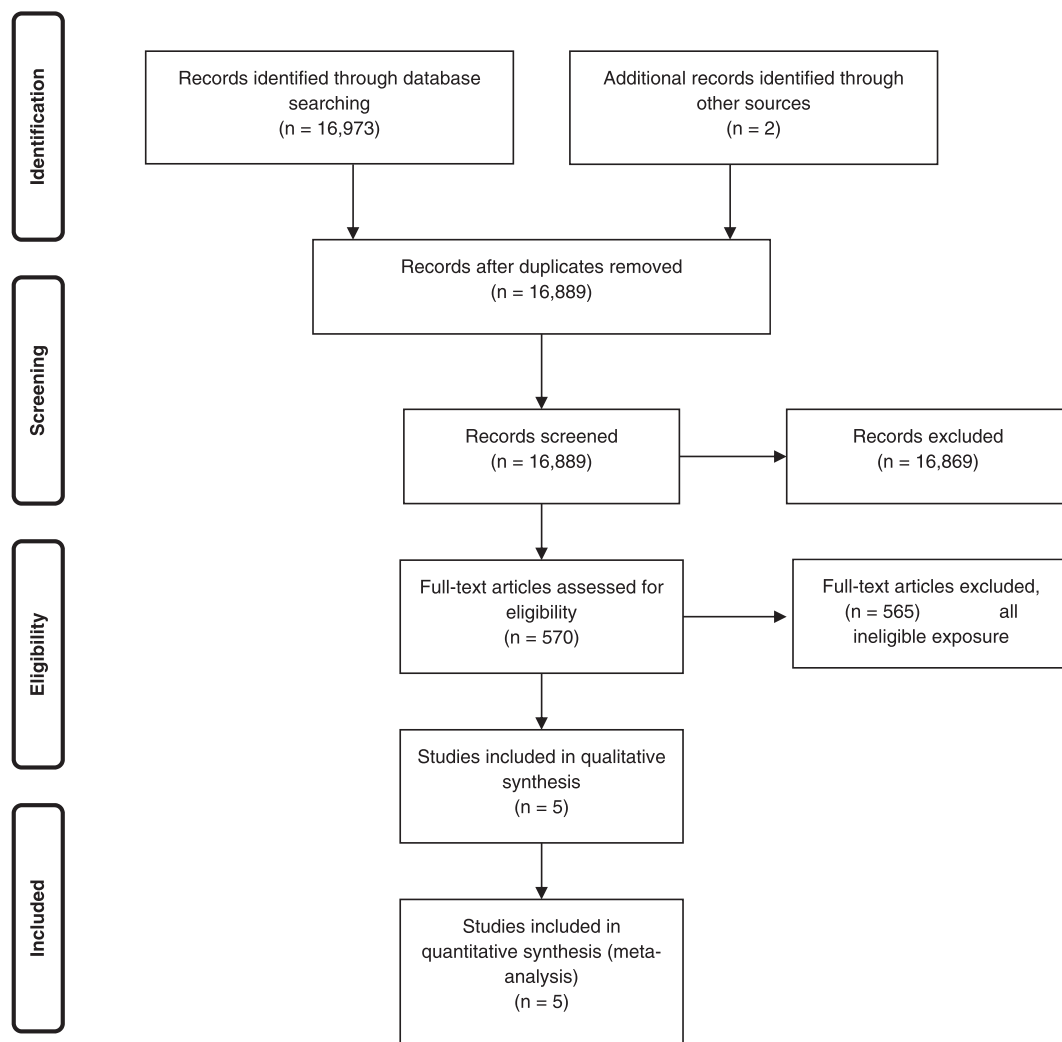 Identification
Records identified through database
searching
(n = 16,973)
Additional records identified through
other sources
(n = 2)
Records after duplicates removed
(n = 16,889)
Screening
Records screened
(n = 16,889)
Records excluded
(n = 16,869)
Eligibility
Full-text articles assessed for
eligibility
(n = 570)
Full-text articles excluded,
(n = 565) all
ineligible exposure
Studies included in qualitative
synthesis
(n = 5)
Included
Studies included in
quantitative synthesis (meta-
analysis)
(n = 5)